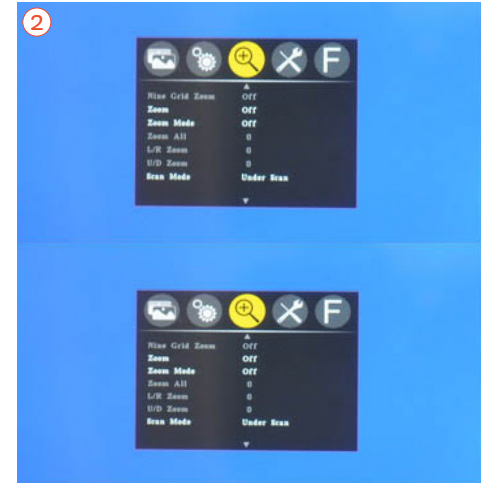 2
F
Nine Grid Zoom Off
Zoom Off
Zoom Mode Off
Zoom All 0
L/R Zoom 0
U/D Zoom 0
Scan Mode Under Scan
F
Nine Grid Zoom Off
Zoom Off
Zoom Mode Off
Zoom All 0
L/R Zoom 0
U/D Zoom 0
Scan Mode Under Scan